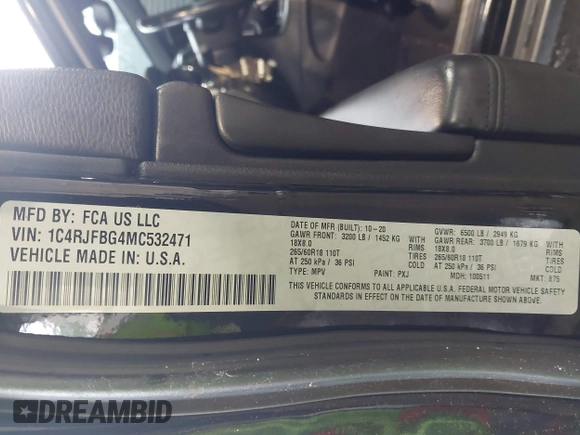 MFD BY: FCA US LLC
VIN: 1C4RJFBG4MC532471
VEHICLE MADE IN: U.S.A.
DATE OF MFR (BUILT): 10-20
GAWR FRONT: 3200 LB / 1452 KG
18X8.0 RIMS
265/60R18 110T TIRES
AT 250 kPa / 36 PSI COLD
TYPE: MPV PAINT: PXJ
GVWR: 6500 LB / 2949 KG
GAWR REAR: 3700 LB / 1679 KG
18X8.0 RIMS
265/60R18 110T TIRES
AT 250 kPa / 36 PSI COLD
MDH: 100511 MKT: 875
THIS VEHICLE CONFORMS TO ALL APPLICABLE U.S.A. FEDERAL MOTOR VEHICLE SAFETY
STANDARDS IN EFFECT ON THE DATE OF MANUFACTURE SHOWN ABOVE.
DREAMBID